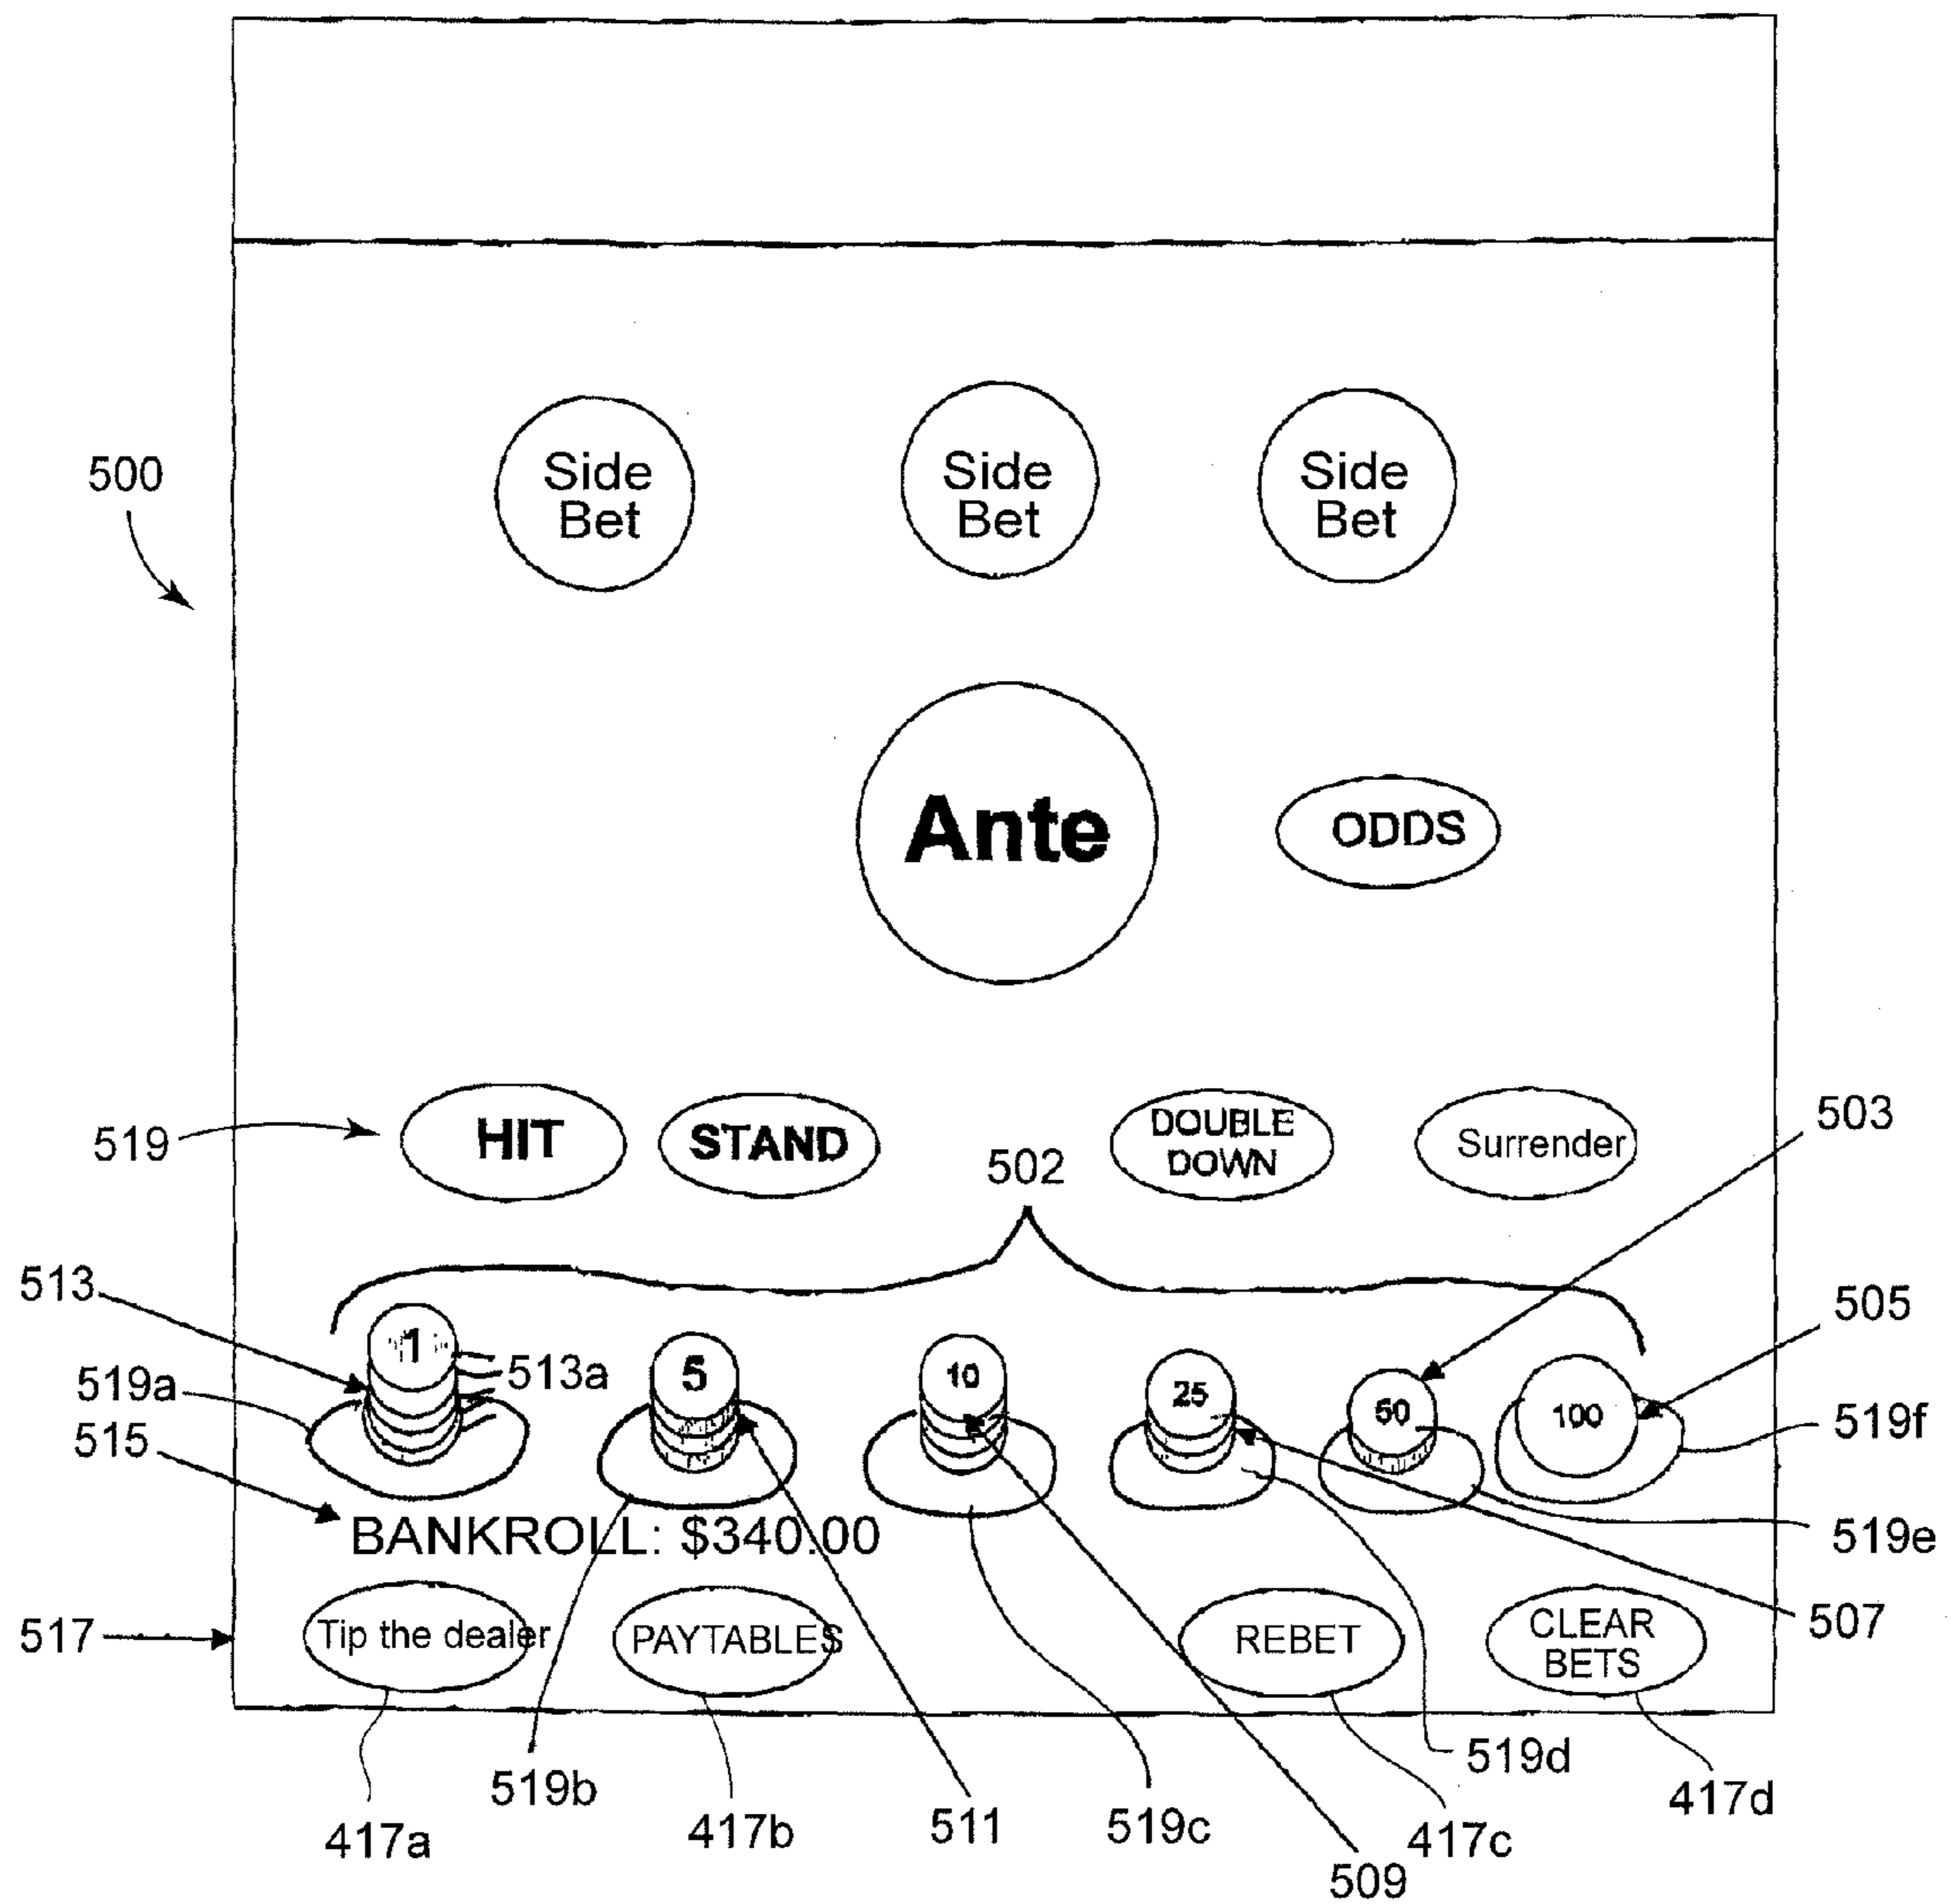 Side
Bet
Side
Bet
Side
Bet
500
Ante
ODDS
519
HIT
STAND
DOUBLE
DOWN
Surrender
503
502
513
1
513a
5
10
25
50
100
505
519a
515
519f
BANKROLL: $340.00
519e
517
Tip the dealer
PAYTABLES
REBET
CLEAR
BETS
507
519b
519d
417a
417b
511
519c
417c
417d
509